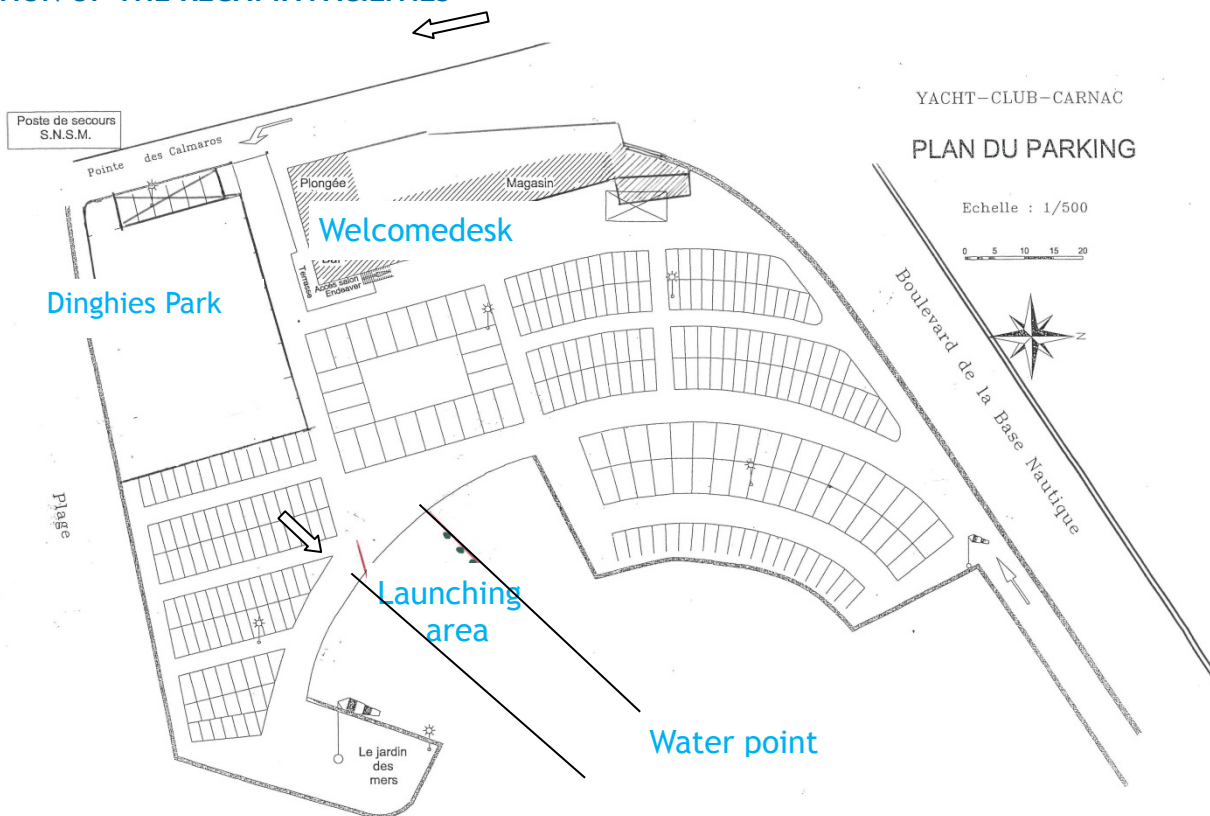 YACHT-CLUB-CARNAC
PLAN DU PARKING
Echelle : 1/500
0 5 10 15 20
Poste de secours
S.N.S.M.
Pointe des Calmaros
Plongée
Magasin
Welcomedesk
Terrasse
Accès salon
Endeaver
Dinghies Park
Boulevard de la Base Nautique
N
Plage
Launching
area
Water point
Le jardin
des
mers